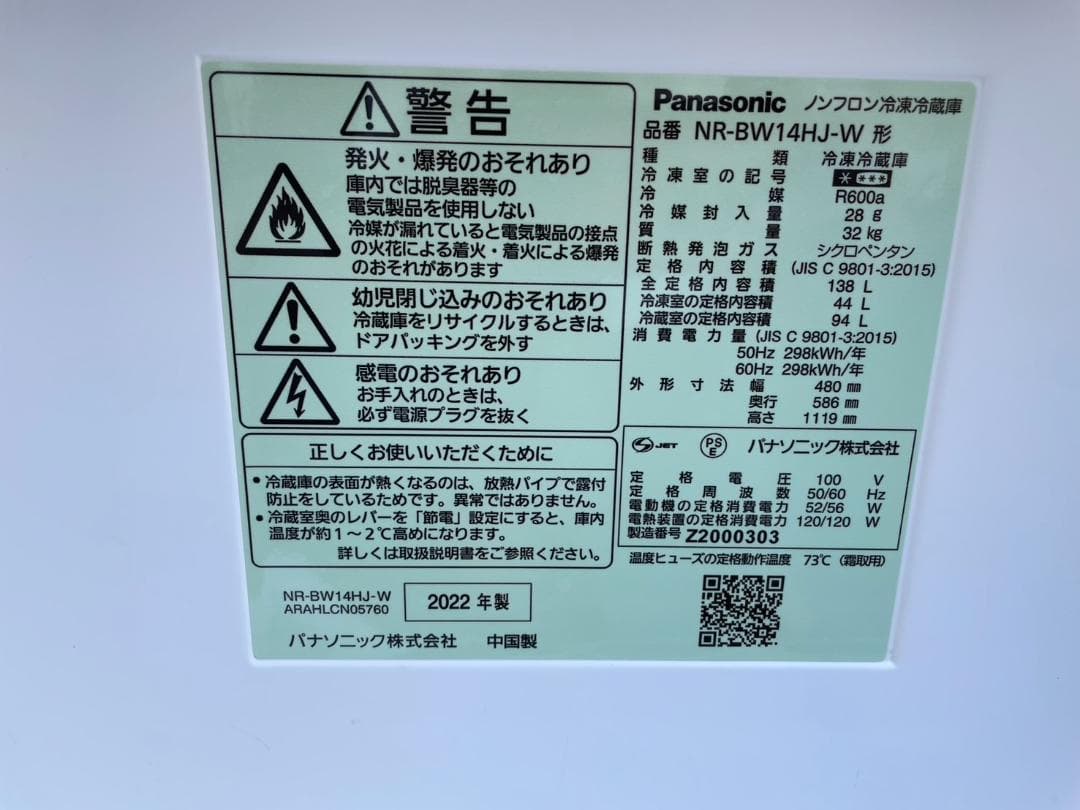 警告
発火・爆発のおそれあり
庫内では脱臭器等の
電気製品を使用しない
冷媒が漏れていると電気製品の接点
の火花による着火・着火による爆発
のおそれがあります
幼児閉じ込みのおそれあり
冷蔵庫をリサイクルするときは、
ドアパッキングを外す
感電のおそれあり
お手入れのときは、
必ず電源プラグを抜く
正しくお使いいただくために
・冷蔵庫の表面が熱くなるのは、放熱パイプで露付
防止をしているためです。異常ではありません。
・冷蔵室奥のレバーを「節電」設定にすると、庫内
温度が約1～2℃高めになります。
詳しくは取扱説明書をご参照ください。
NR-BW14HJ-W
ARAHLCN05760
2022 年製
パナソニック株式会社 中国製
Panasonic ノンフロン冷凍冷蔵庫
品番 NR-BW14HJ-W 形
種類 冷凍冷蔵庫
冷凍室の記号 * ***
冷媒 R600a
冷媒封入量 28 g
質量 32 kg
断熱発泡ガス シクロペンタン
定格内容積 (JIS C 9801-3:2015)
全定格内容積 138 L
冷凍室の定格内容積 44 L
冷蔵室の定格内容積 94 L
消費電力量 (JIS C 9801-3:2015)
50Hz 298kWh/年
60Hz 298kWh/年
外形寸法 幅 480 mm
奥行 586 mm
高さ 1119 mm
S JET PS E パナソニック株式会社
定格電圧 100 V
定格周波数 50/60 Hz
電動機の定格消費電力 52/56 W
電熱装置の定格消費電力 120/120 W
製造番号 Z2000303
温度ヒューズの定格動作温度 73℃ (霜取用)